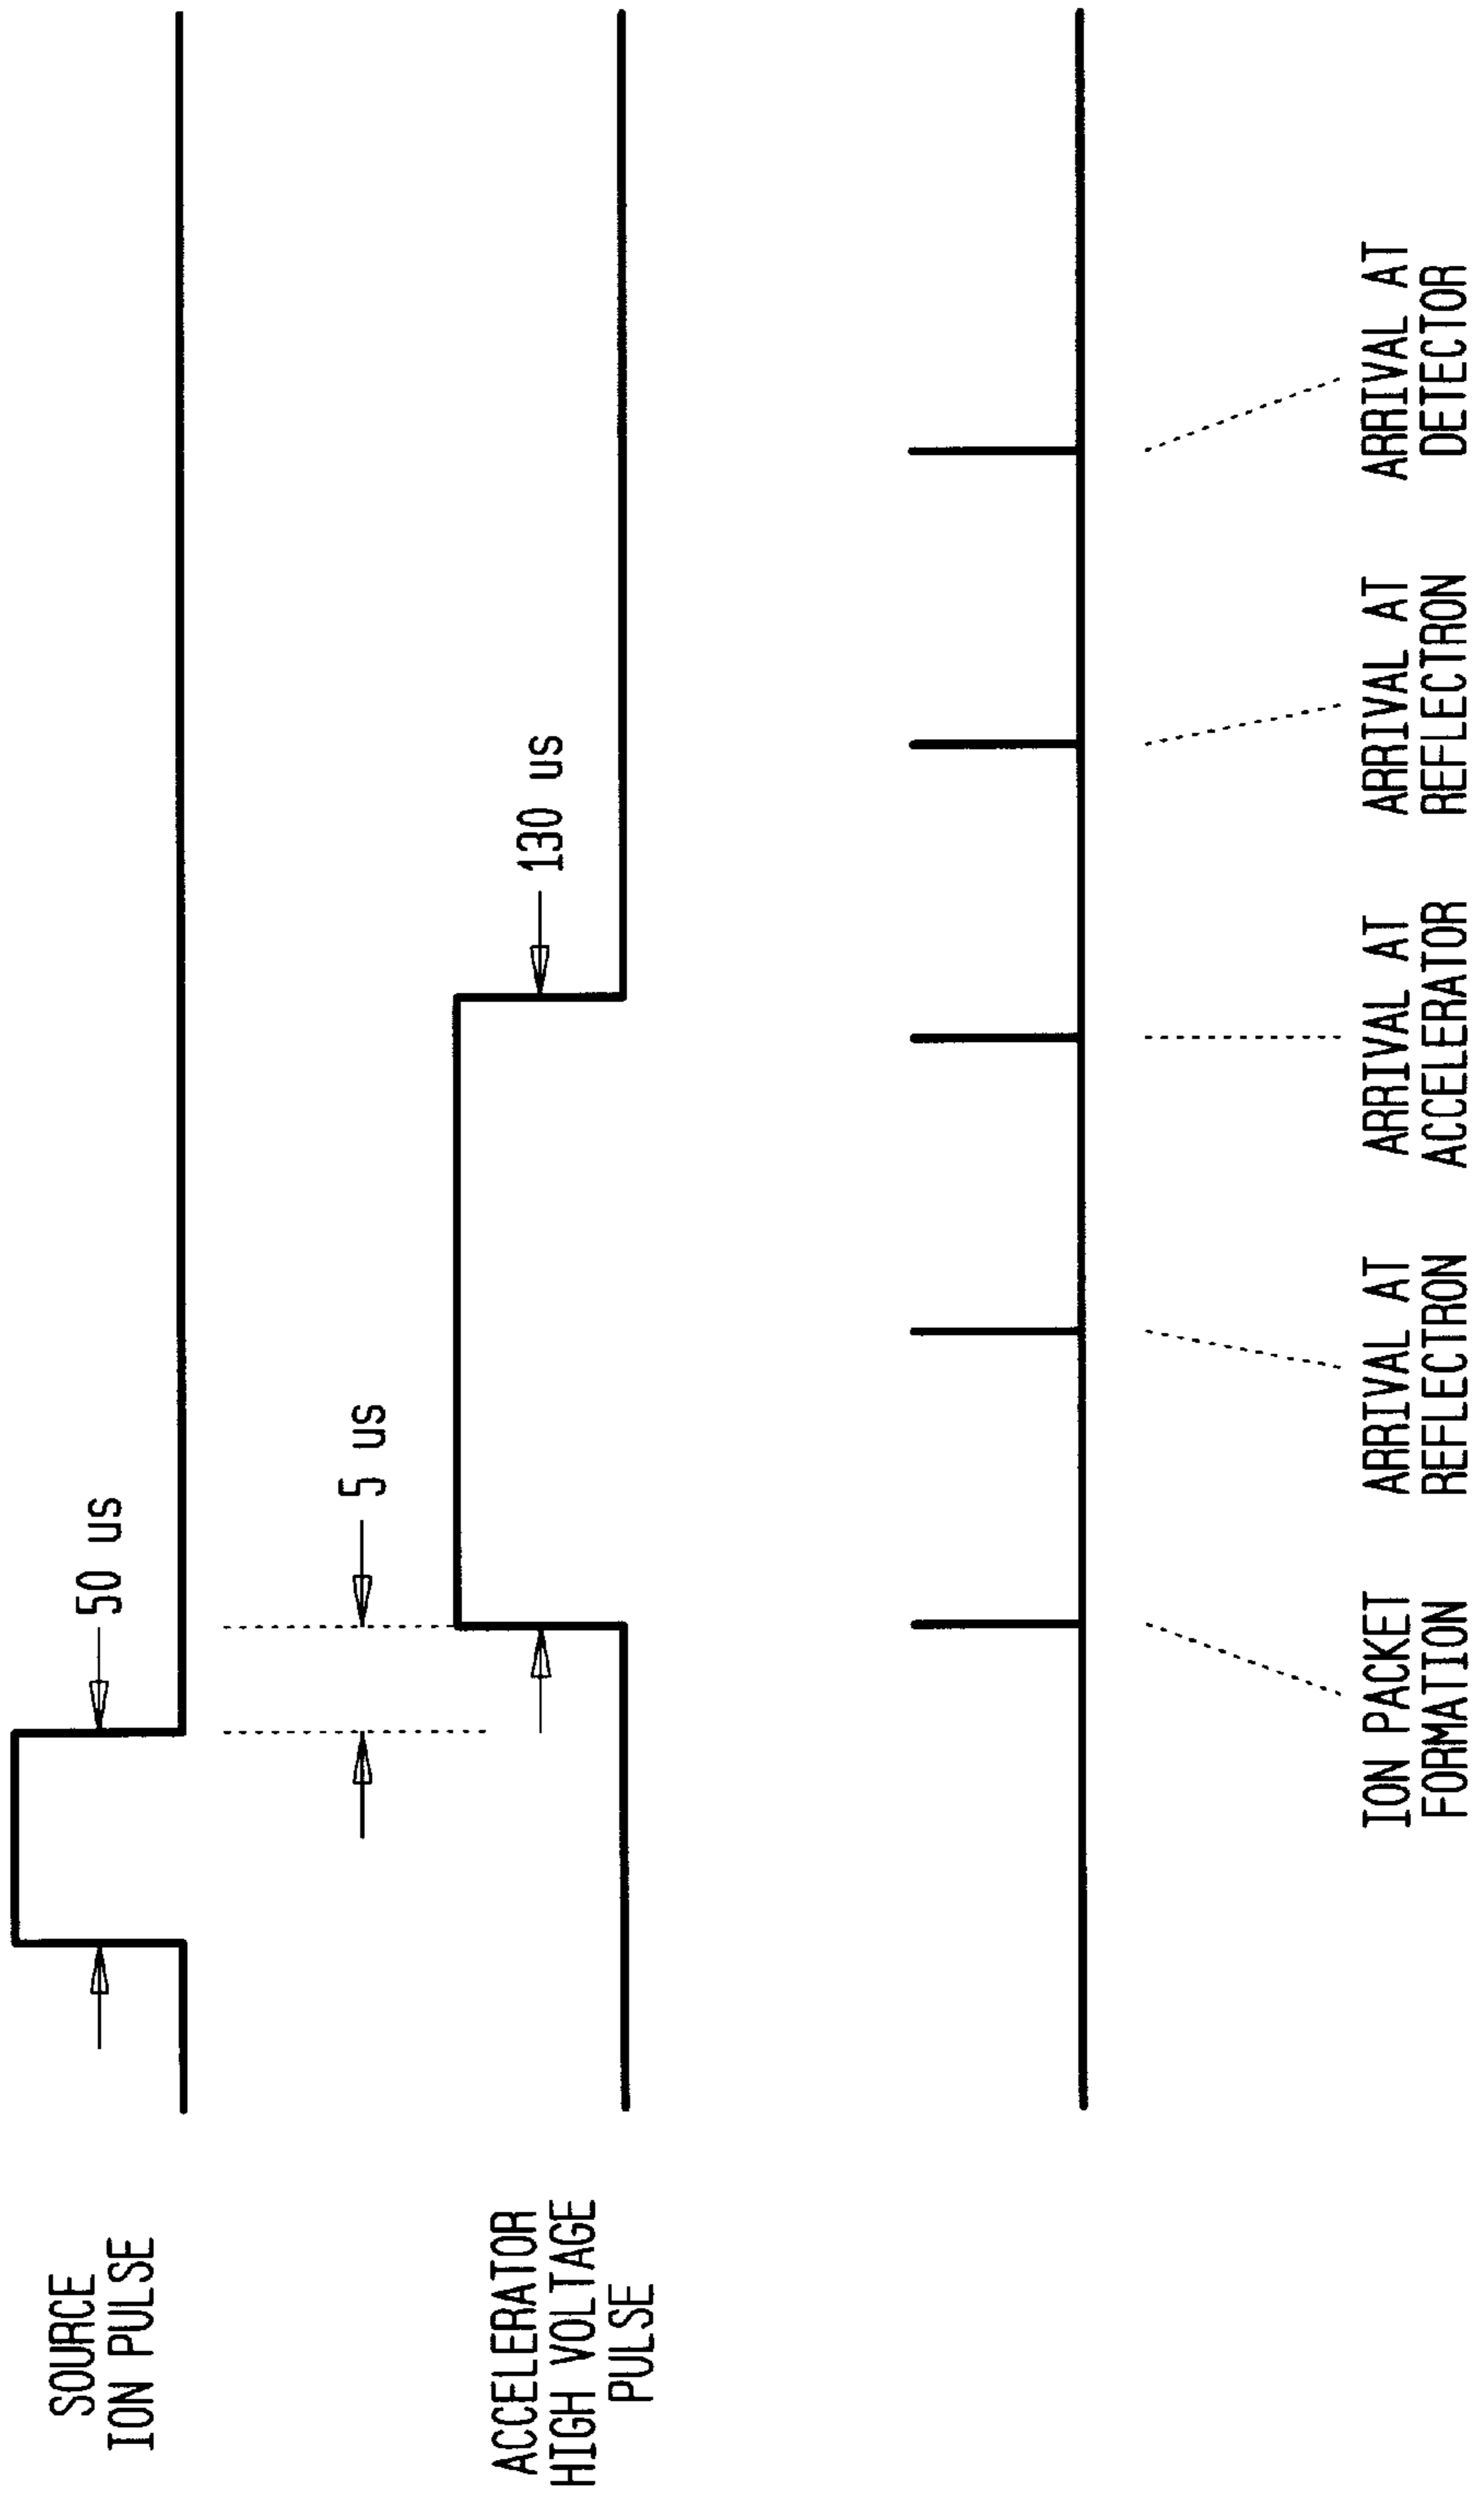 SOURCE
ION PULSE
50 us
5 us
ACCELERATOR
HIGH VOLTAGE
PULSE
130 us
ION PACKET
FORMATION
ARRIVAL AT
REFLECTRON
ARRIVAL AT
ACCELERATOR
ARRIVAL AT
REFLECTRON
ARRIVAL AT
DETECTOR